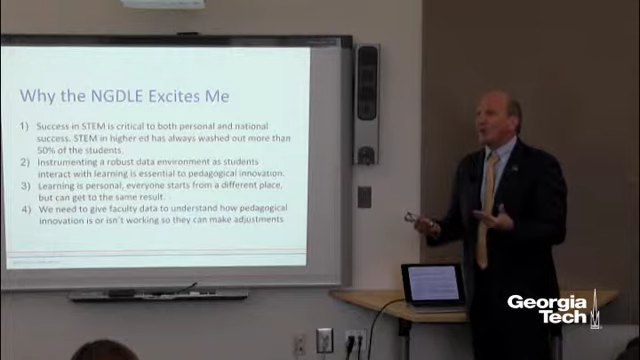 Why the NGDLE Excites Me
1) Success in STEM is critical to both personal and national
success. STEM in higher ed has always washed out more than
50% of the students.
2) Instrumenting a robust data environment as students
interact with learning is essential to pedagogical innovation.
3) Learning is personal, everyone starts from a different place,
but can get to the same result.
4) We need to give faculty data to understand how pedagogical
innovation is or isn't working so they can make adjustments
Georgia
Tech